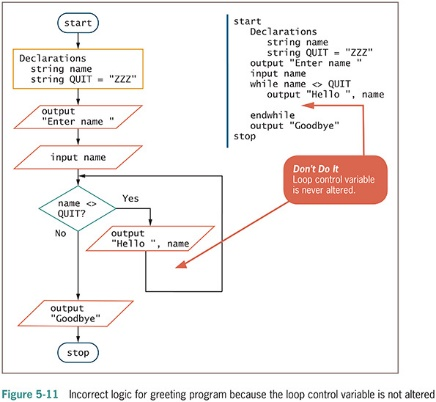 start
Declarations
string name
string QUIT = "ZZZ"
output
"Enter name "
input name
name <>
QUIT?
Yes
No
output
"Hello ", name
output
"Goodbye"
stop
start
Declarations
string name
string QUIT = "ZZZ"
output "Enter name "
input name
while name <> QUIT
output "Hello ", name
endwhile
output "Goodbye"
stop
Don't Do It
Loop control variable
is never altered.
Figure 5-11 Incorrect logic for greeting program because the loop control variable is not altered